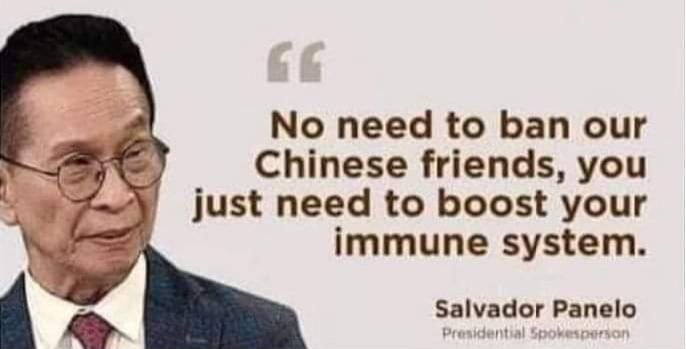 “
No need to ban our
Chinese friends, you
just need to boost your
immune system.
Salvador Panelo
Presidential Spokesperson